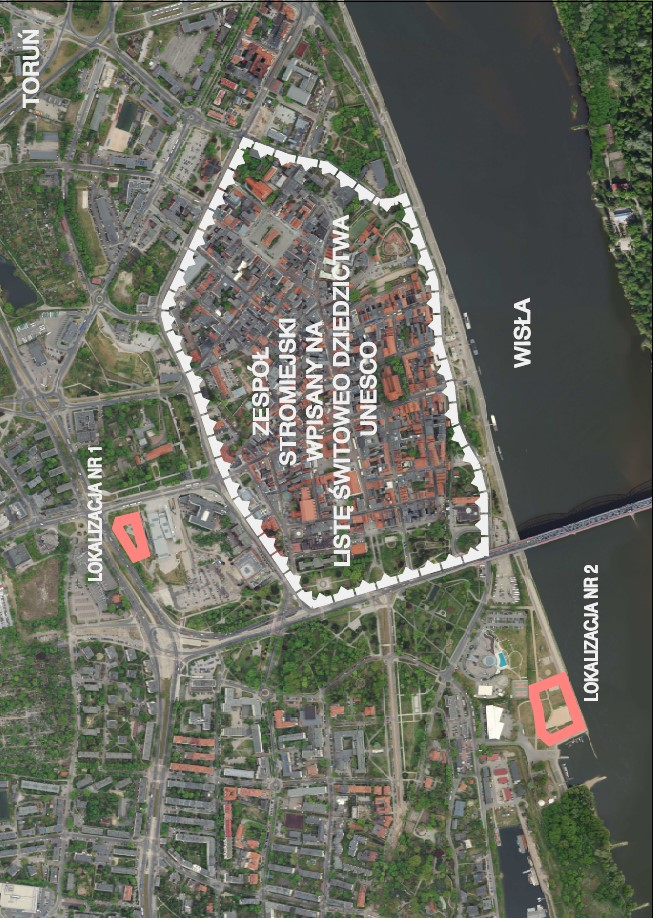 TORUŃ
LOKALIZACJA NR 1
ZESPÓŁ
STROMIEJSKI
WPISANY NA
LISTĘ ŚWITOWEO DZIEDZICTWA
UNESCO
WISŁA
LOKALIZACJA NR 2